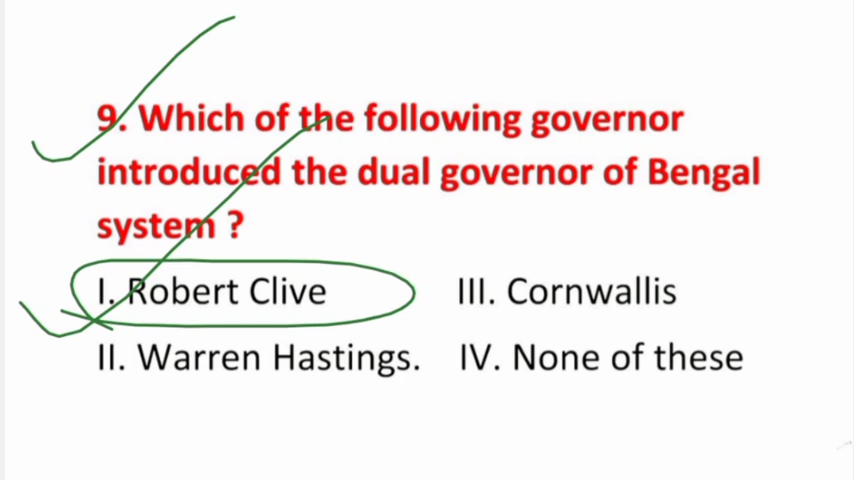 9. Which of the following governor
introduced the dual governor of Bengal
system ?
I. Robert Clive
III. Cornwallis
II. Warren Hastings.
IV. None of these